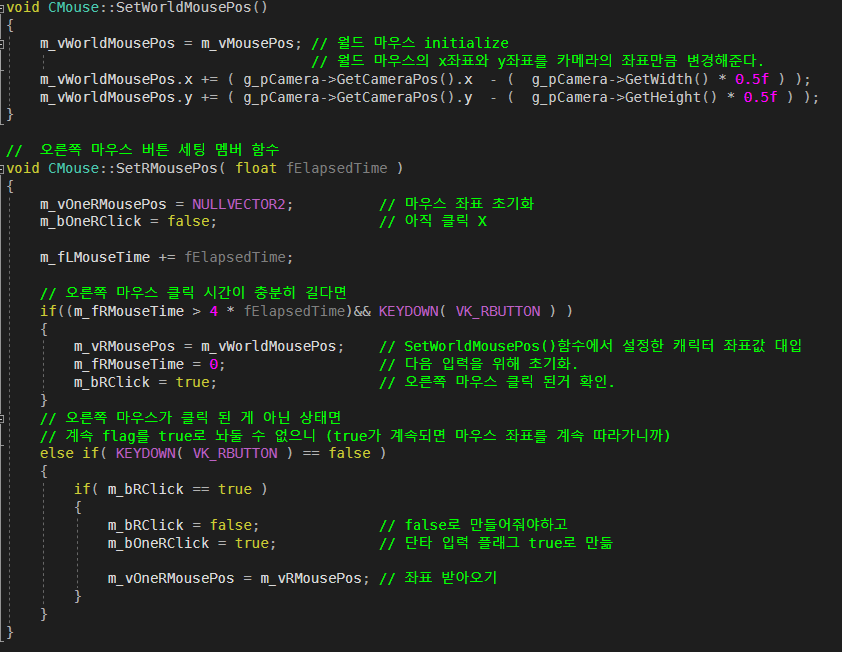 void CMouse::SetWorldMousePos()
{
m_vWorldMousePos = m_vMousePos; // 월드 마우스 initialize
// 월드 마우스의 x좌표와 y좌표를 카메라의 좌표만큼 변경해준다.
m_vWorldMousePos.x += ( g_pCamera->GetCameraPos().x - ( g_pCamera->GetWidth() * 0.5f ) );
m_vWorldMousePos.y += ( g_pCamera->GetCameraPos().y - ( g_pCamera->GetHeight() * 0.5f ) );
}
// 오른쪽 마우스 버튼 세팅 멤버 함수
void CMouse::SetRMousePos( float fElapsedTime )
{
m_vOneRMousePos = NULLVECTOR2; // 마우스 좌표 초기화
m_bOneRClick = false; // 아직 클릭 X
m_fLMouseTime += fElapsedTime;
// 오른쪽 마우스 클릭 시간이 충분히 길다면
if((m_fRMouseTime > 4 * fElapsedTime)&& KEYDOWN( VK_RBUTTON ) )
{
m_vRMousePos = m_vWorldMousePos; // SetWorldMousePos()함수에서 설정한 캐릭터 좌표값 대입
m_fRMouseTime = 0; // 다음 입력을 위해 초기화.
m_bRClick = true; // 오른쪽 마우스 클릭 된거 확인.
}
// 오른쪽 마우스가 클릭 된 게 아닌 상태면
// 계속 flag를 true로 놔둘 수 없으니 (true가 계속되면 마우스 좌표를 계속 따라가니까)
else if( KEYDOWN( VK_RBUTTON ) == false )
{
if( m_bRClick == true )
{
m_bRClick = false; // false로 만들어줘야하고
m_bOneRClick = true; // 단타 입력 플래그 true로 만듦
m_vOneRMousePos = m_vRMousePos; // 좌표 받아오기
}
}
}